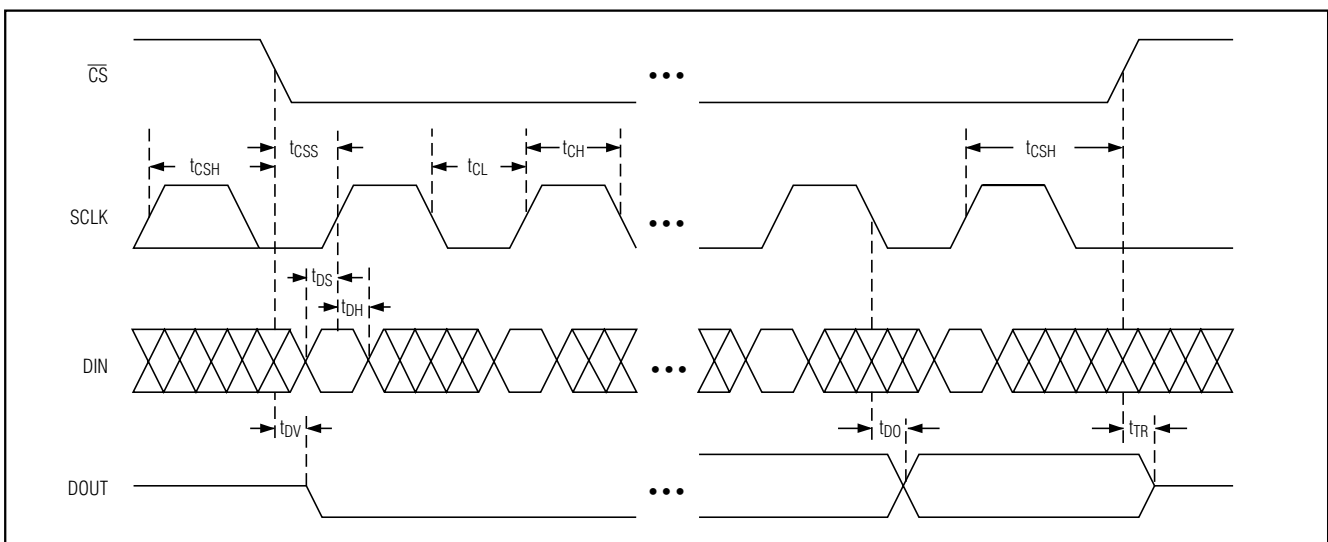 CS
•••
tCSH
tCSS
tCL
tCH
tCSH
SCLK
•••
tDS
tDH
DIN
•••
tDV
tDO
tTR
DOUT
•••